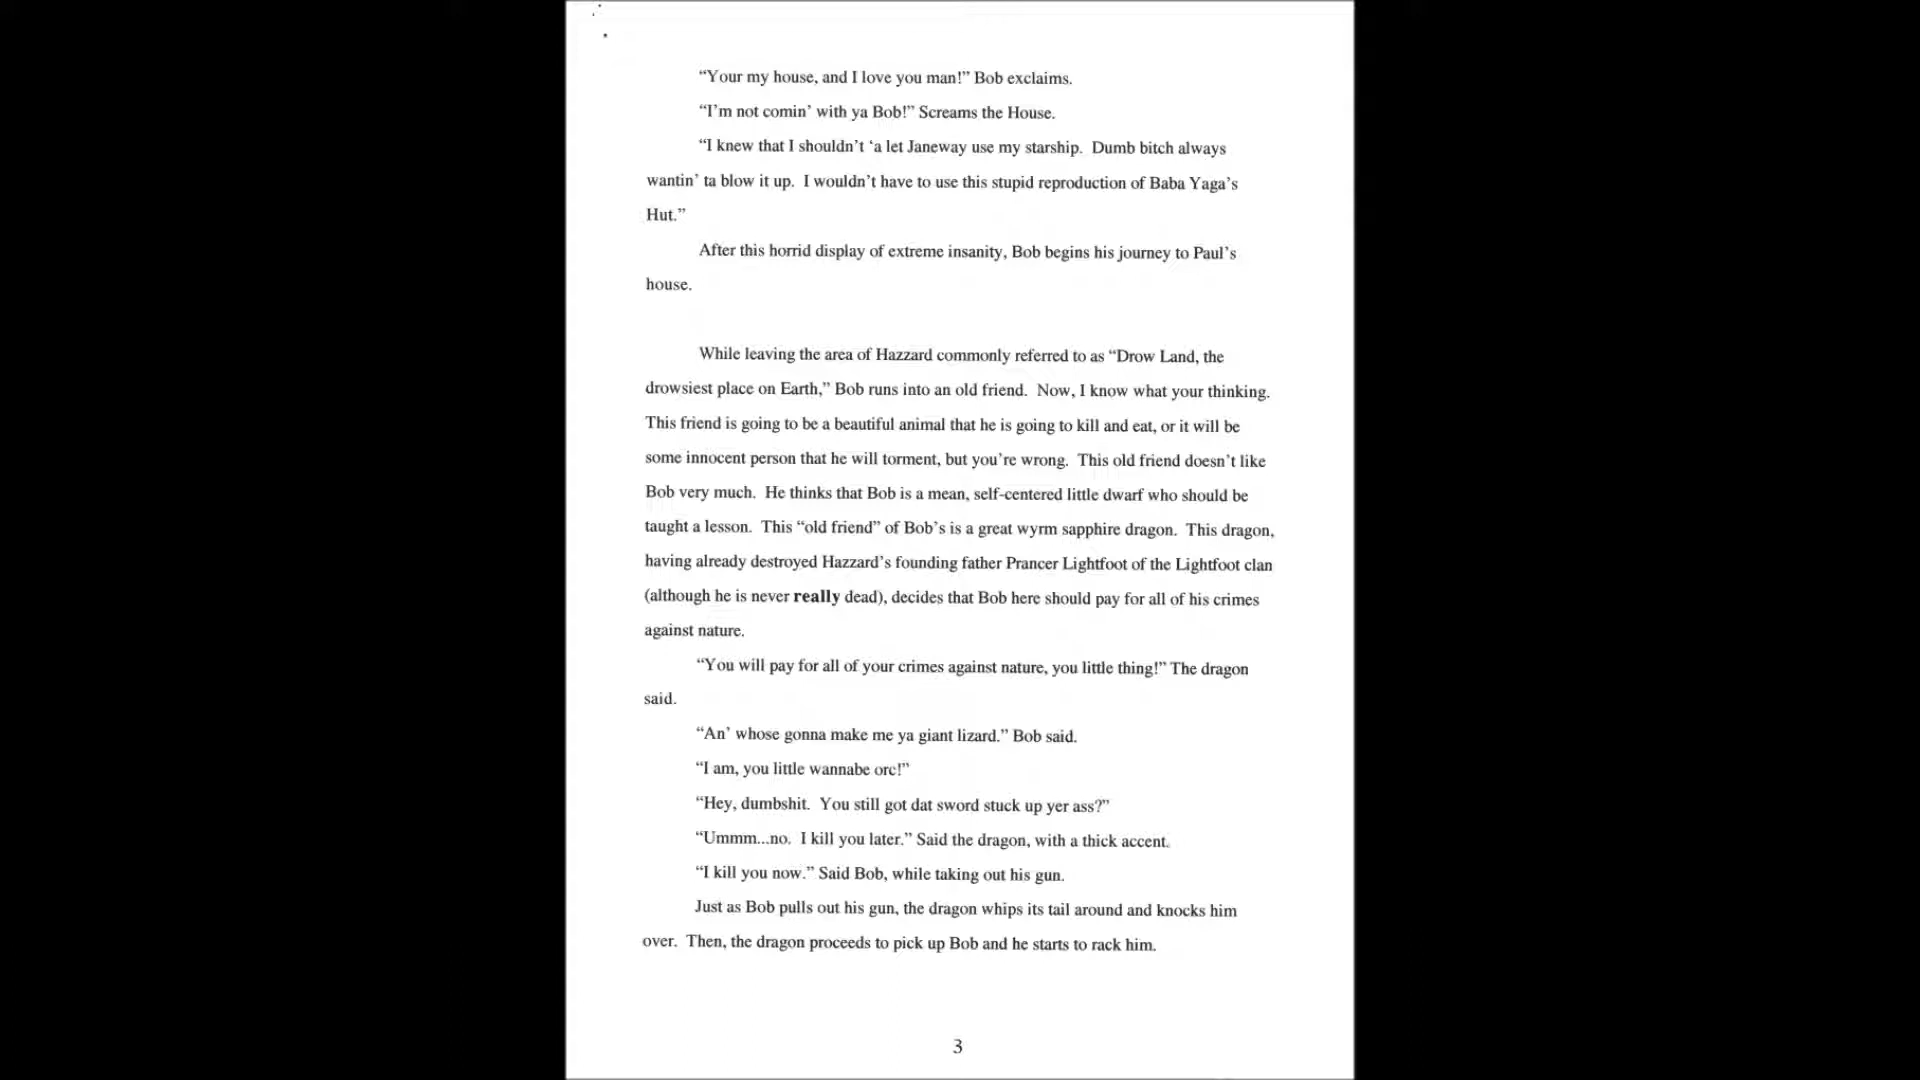 “Your my house, and I love you man!” Bob exclaims.
“I’m not comin’ with ya Bob!” Screams the House.
“I knew that I shouldn’t ‘a let Janeway use my starship.  Dumb bitch always
wantin’ ta blow it up.  I wouldn’t have to use this stupid reproduction of Baba Yaga’s
Hut.”
After this horrid display of extreme insanity, Bob begins his journey to Paul’s
house.
While leaving the area of Hazzard commonly referred to as “Drow Land, the
drowsiest place on Earth,” Bob runs into an old friend.  Now, I know what your thinking.
This friend is going to be a beautiful animal that he is going to kill and eat, or it will be
some innocent person that he will torment, but you’re wrong.  This old friend doesn’t like
Bob very much.  He thinks that Bob is a mean, self-centered little dwarf who should be
taught a lesson.  This “old friend” of Bob’s is a great wyrm sapphire dragon.  This dragon,
having already destroyed Hazzard’s founding father Prancer Lightfoot of the Lightfoot clan
(although he is never really dead), decides that Bob here should pay for all of his crimes
against nature.
“You will pay for all of your crimes against nature, you little thing!” The dragon
said.
“An’ whose gonna make me ya giant lizard.” Bob said.
“I am, you little wannabe orc!”
“Hey, dumbshit.  You still got dat sword stuck up yer ass?”
“Ummm...no.  I kill you later.” Said the dragon, with a thick accent.
“I kill you now.” Said Bob, while taking out his gun.
Just as Bob pulls out his gun, the dragon whips its tail around and knocks him
over.  Then, the dragon proceeds to pick up Bob and he starts to rack him.
3